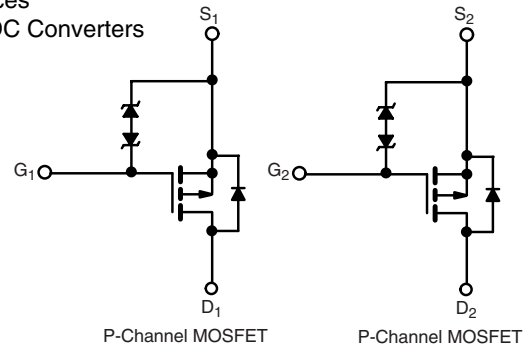 ces
DC Converters
S1 S2
G1 G2
D1 D2
P-Channel MOSFET P-Channel MOSFET